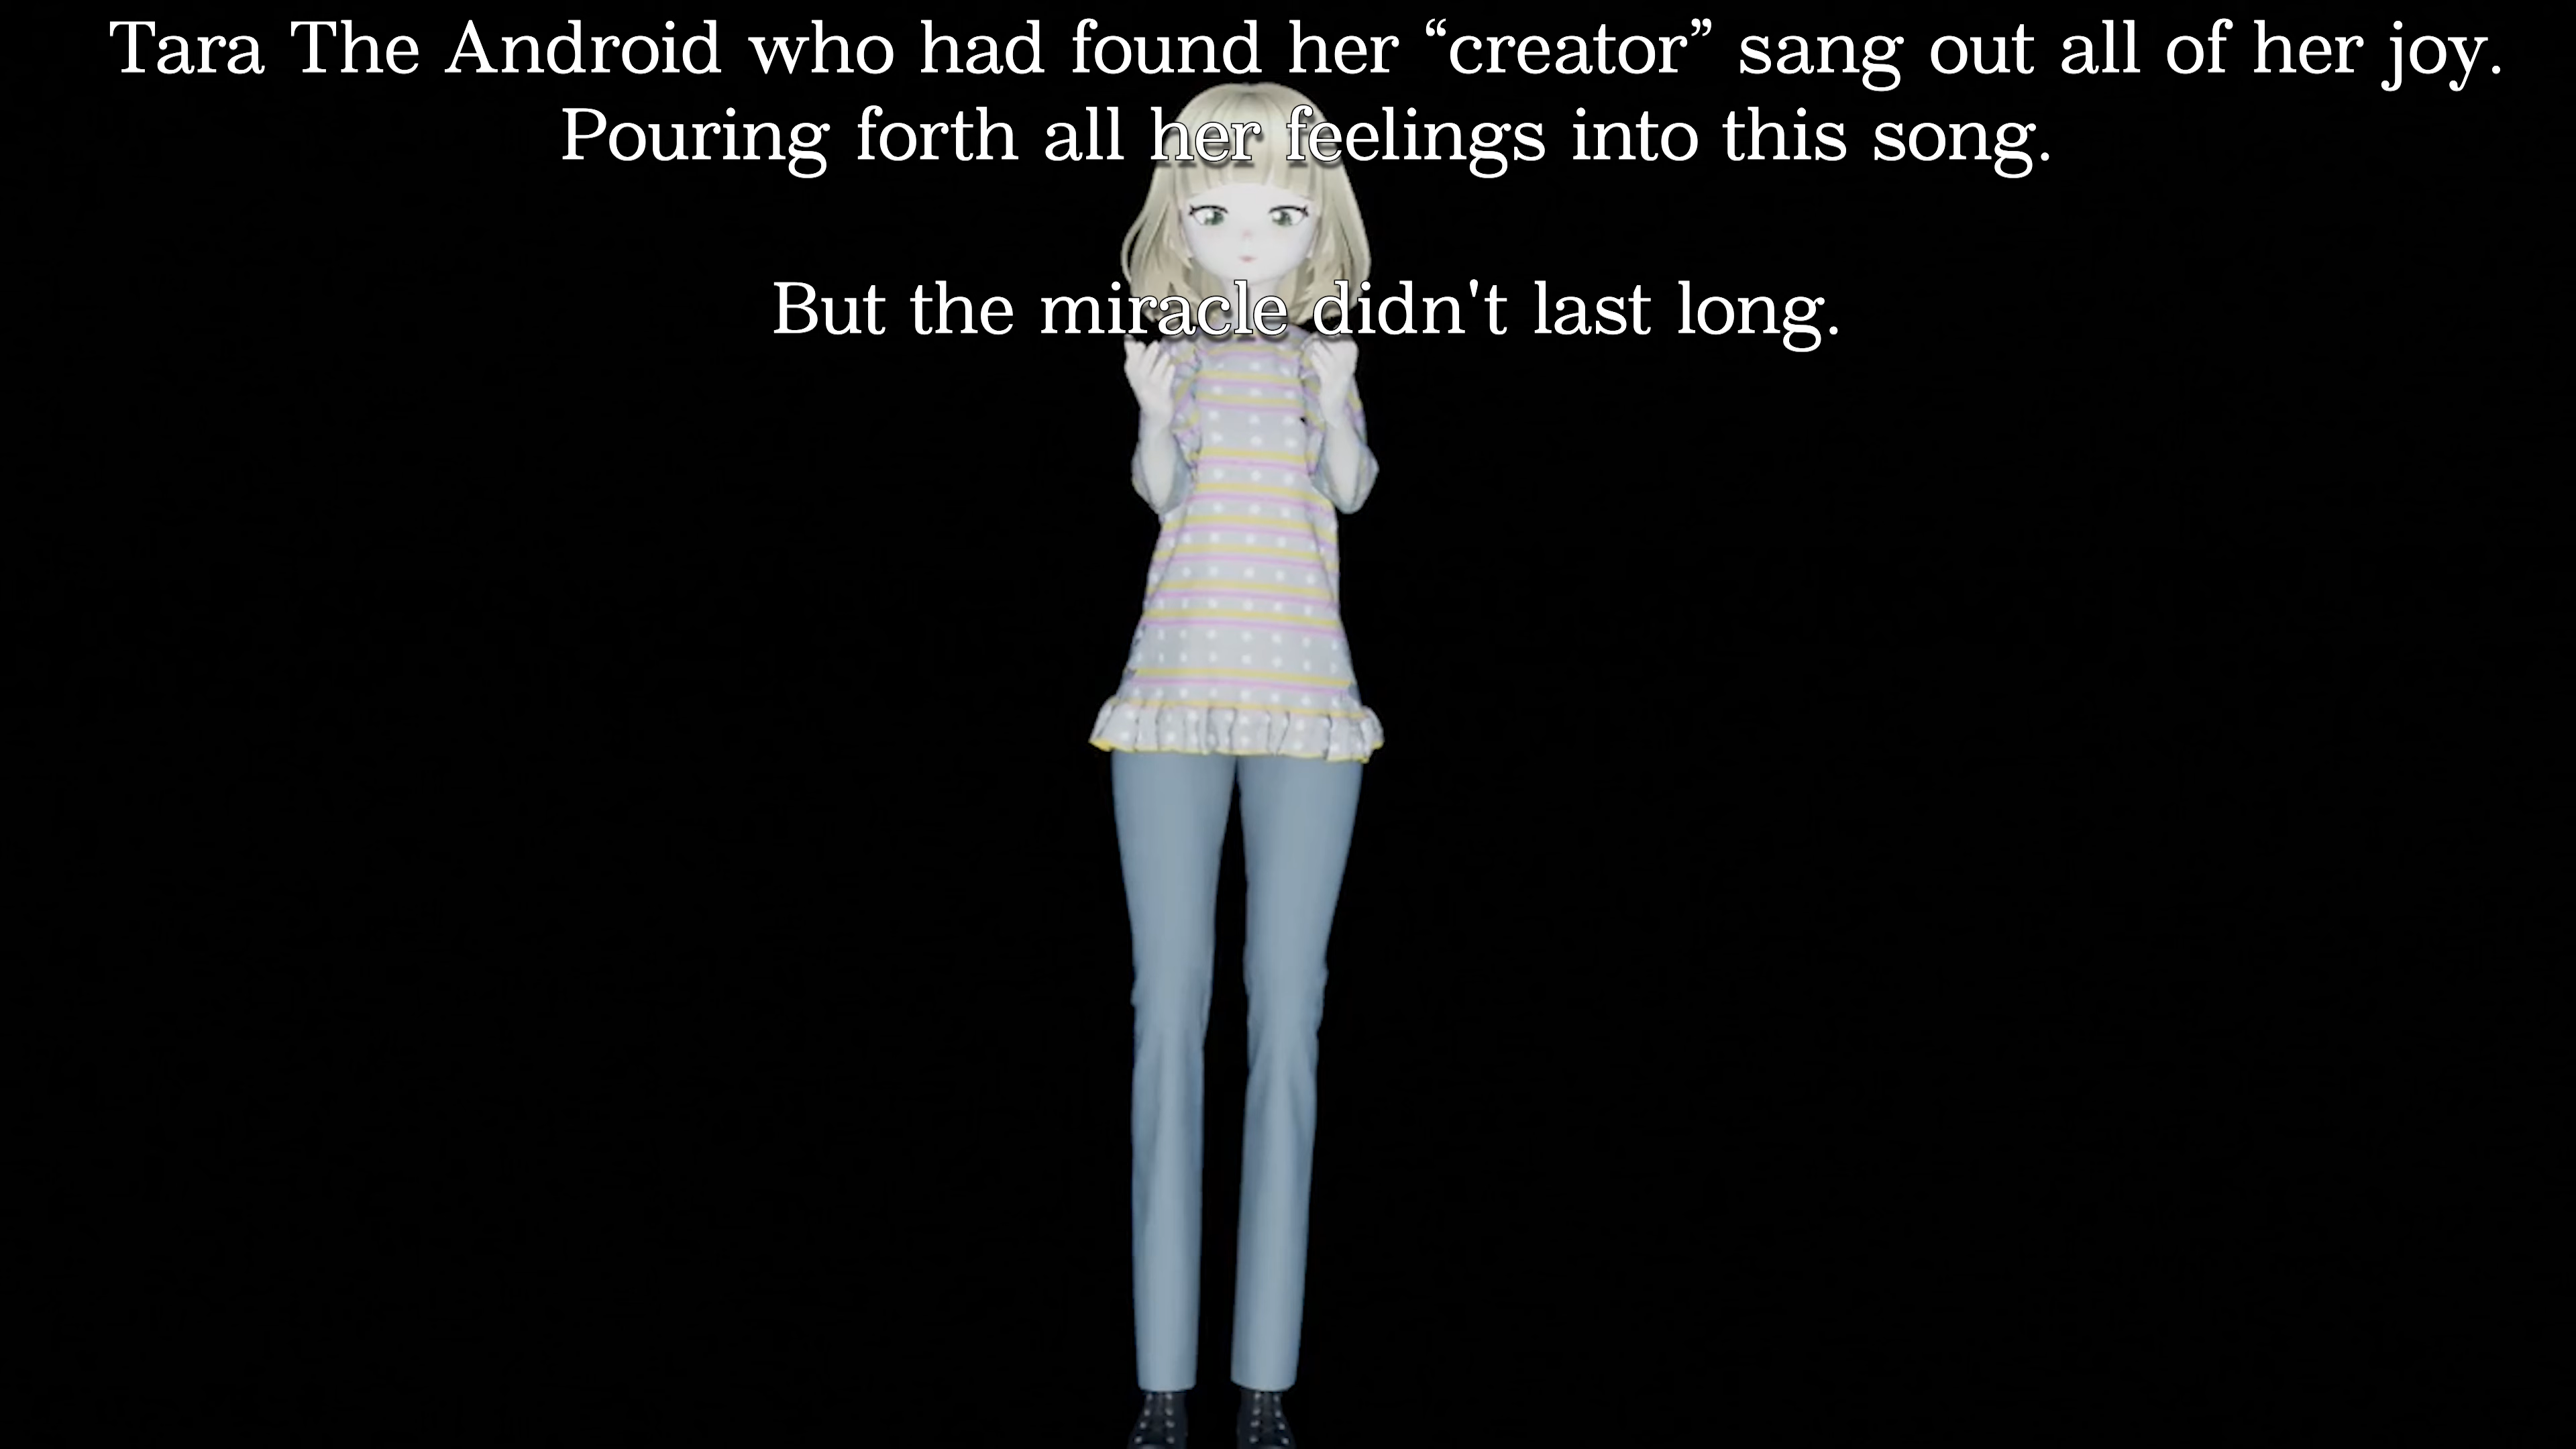 Tara The Android who had found her “creator” sang out all of her joy.
Pouring forth all her feelings into this song.
But the miracle didn't last long.